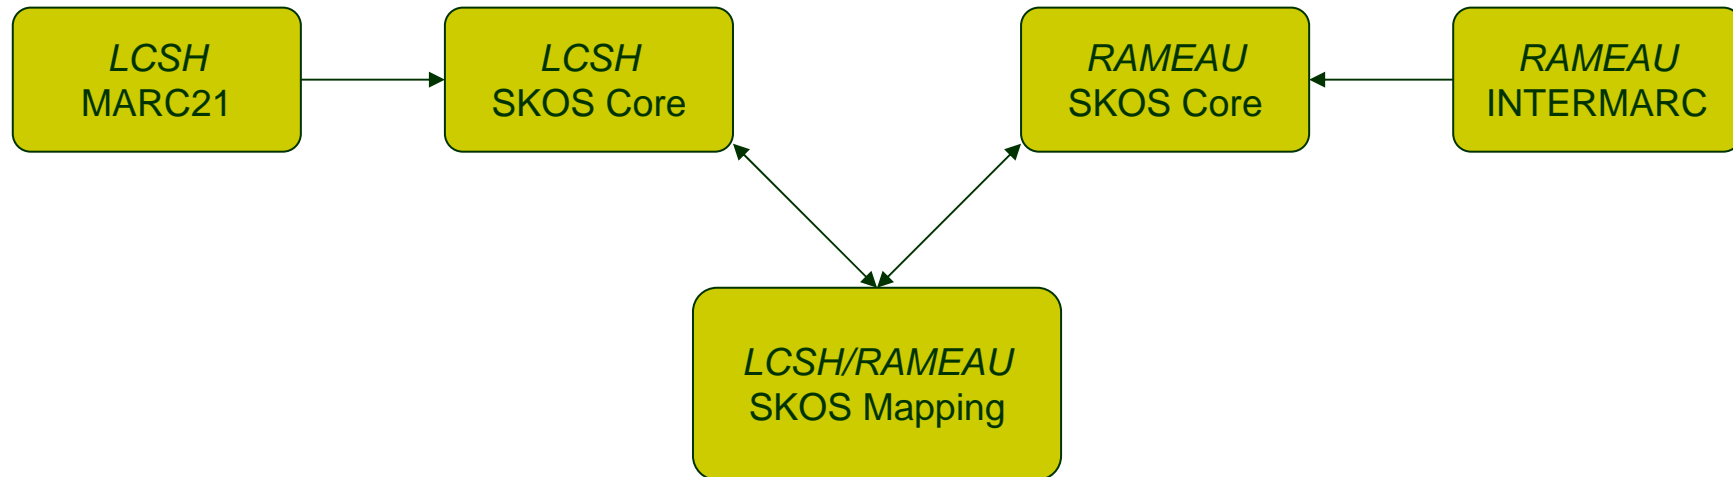 LCSH
MARC21
LCSH
SKOS Core
RAMEAU
SKOS Core
RAMEAU
INTERMARC
LCSH/RAMEAU
SKOS Mapping